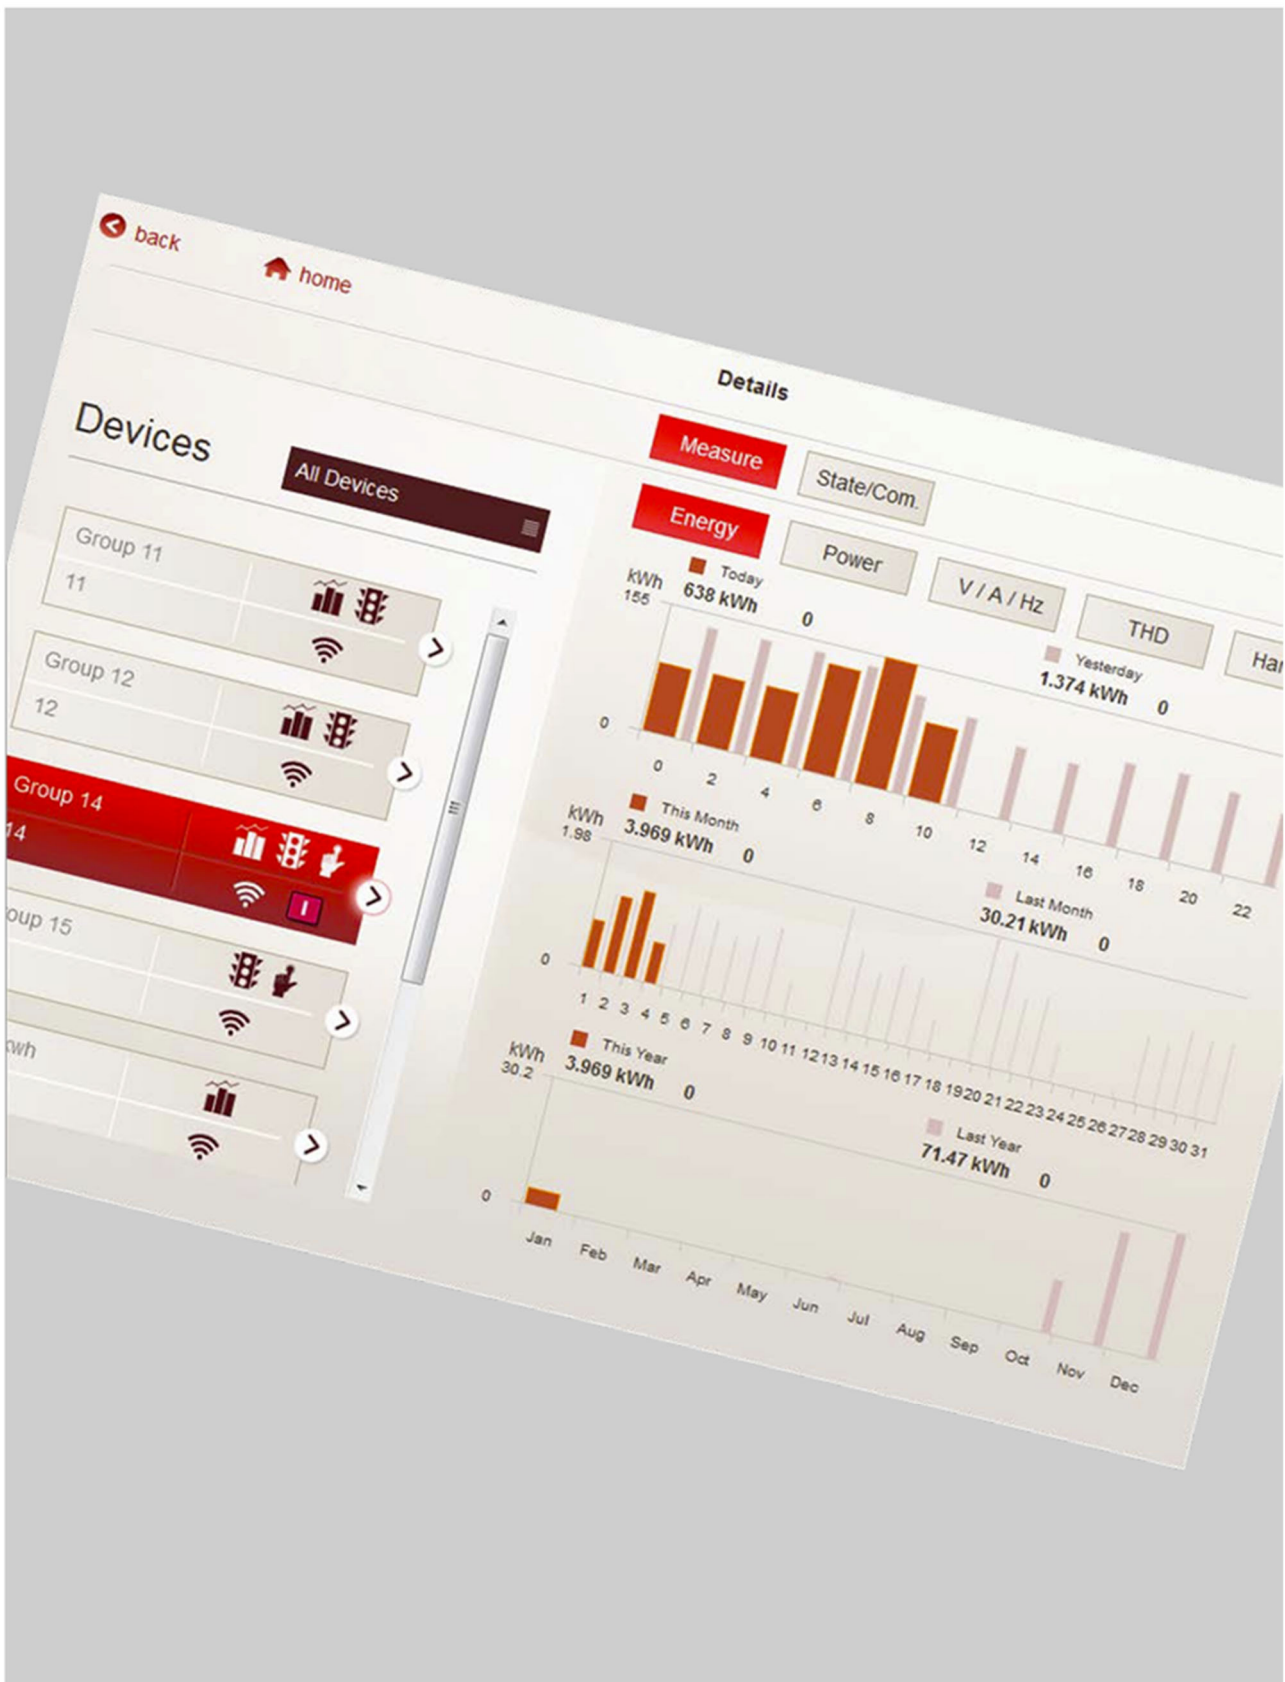 back
home
Details
Devices
All Devices
Measure
State/Com.
Energy
Power
V / A / Hz
THD
Group 11
11
Group 12
12
Group 14
14
oup 15
kWh
155
Today
638 kWh 0
Yesterday
1.374 kWh 0
0
0 2 4 6 8 10 12 14 16 18 20 22
kWh
1.98
This Month
3.969 kWh 0
Last Month
30.21 kWh 0
0
1 2 3 4 5 6 7 8 9 10 11 12 13 14 15 16 17 18 19 20 21 22 23 24 25 26 27 28 29 30 31
kWh
30.2
This Year
3.969 kWh 0
Last Year
71.47 kWh 0
0
Jan Feb Mar Apr May Jun Jul Aug Sep Oct Nov Dec